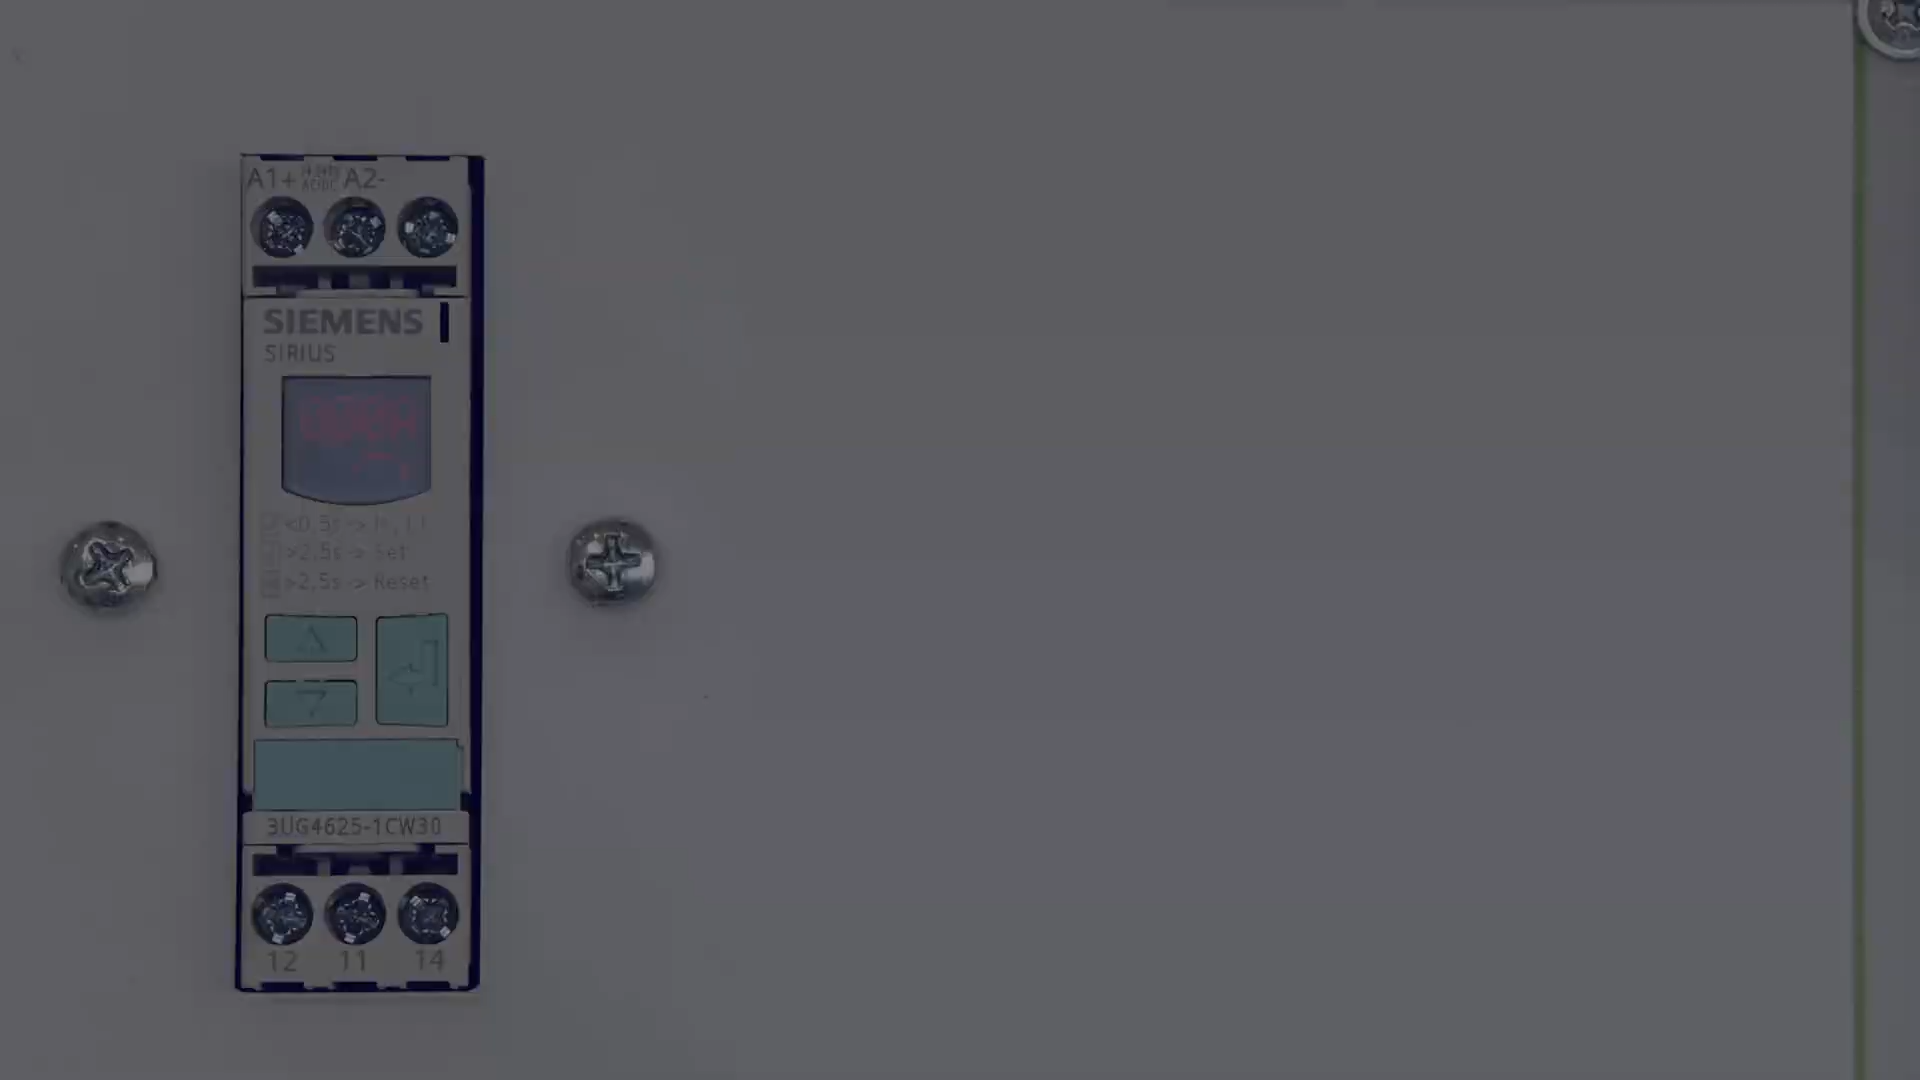 A1+ A2-
SIEMENS
SIRIUS
>2.5s -> Set
>2.5s -> Reset
3UG4625-1CW30
12 11 14